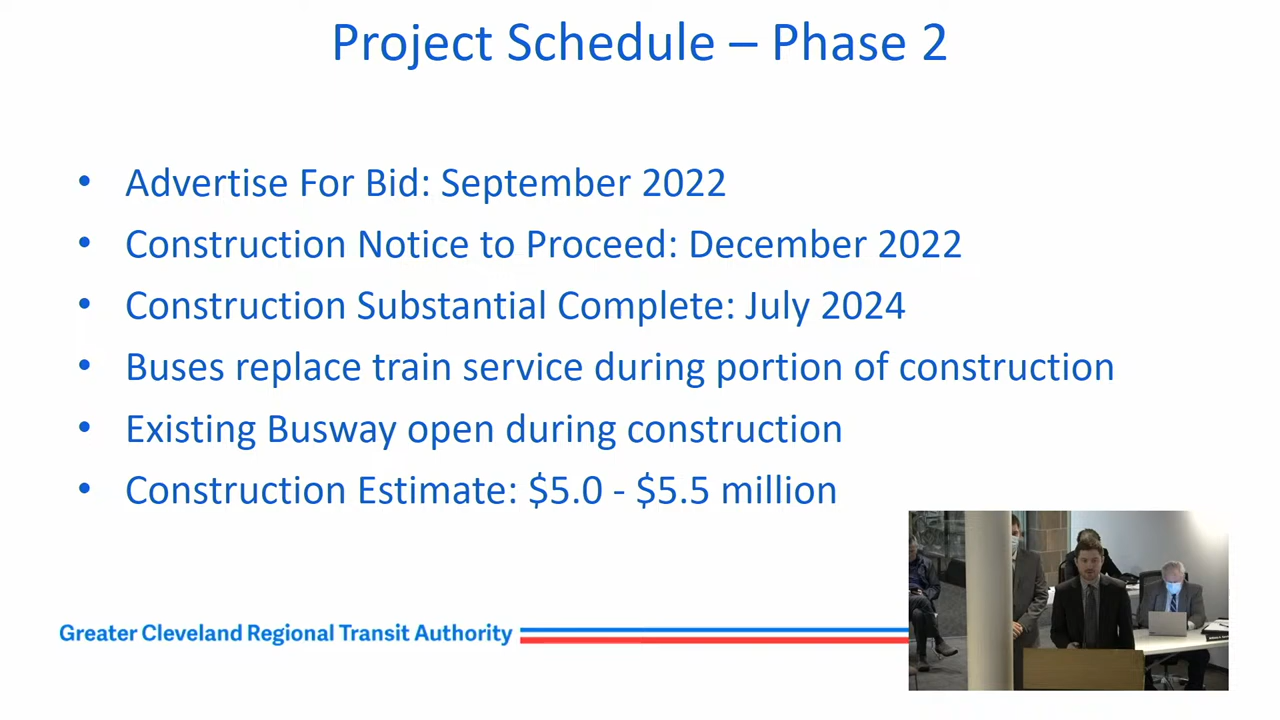 Project Schedule – Phase 2
• Advertise For Bid: September 2022
• Construction Notice to Proceed: December 2022
• Construction Substantial Complete: July 2024
• Buses replace train service during portion of construction
• Existing Busway open during construction
• Construction Estimate: $5.0 - $5.5 million
Greater Cleveland Regional Transit Authority